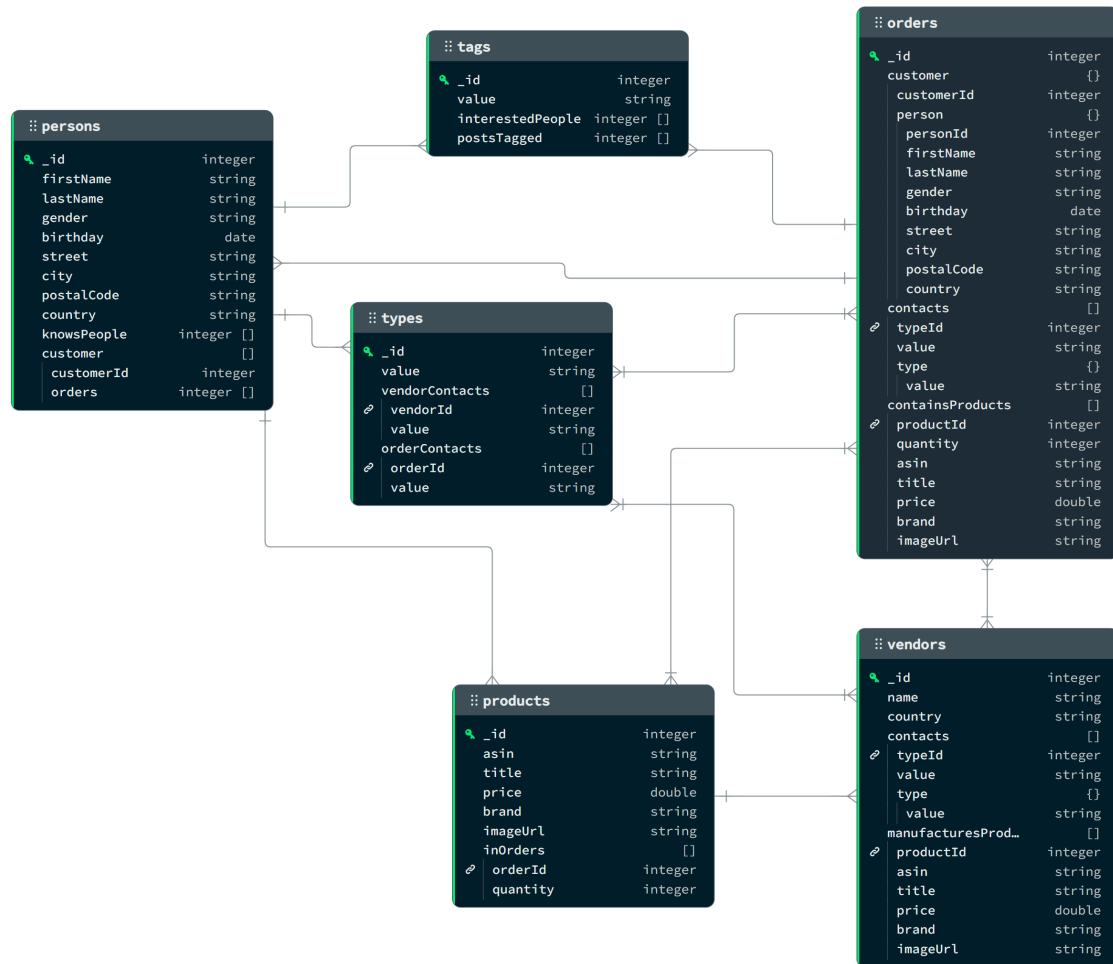 persons
_id integer
firstName string
lastName string
gender string
birthday date
street string
city string
postalCode string
country string
knowsPeople integer []
customer []
customerId integer
orders integer []
tags
_id integer
value string
interestedPeople integer []
postsTagged integer []
types
_id integer
value string
vendorContacts []
vendorId integer
value string
orderContacts []
orderId integer
value string
products
_id integer
asin string
title string
price double
brand string
imageUrl string
inOrders []
orderId integer
quantity integer
orders
_id integer
customer {}
customerId integer
person {}
personId integer
firstName string
lastName string
gender string
birthday date
street string
city string
postalCode string
country string
contacts []
typeId integer
value string
type {}
value string
containsProducts []
productId integer
quantity integer
asin string
title string
price double
brand string
imageUrl string
vendors
_id integer
name string
country string
contacts []
typeId integer
value string
type {}
value string
manufacturesProd… []
productId integer
asin string
title string
price double
brand string
imageUrl string